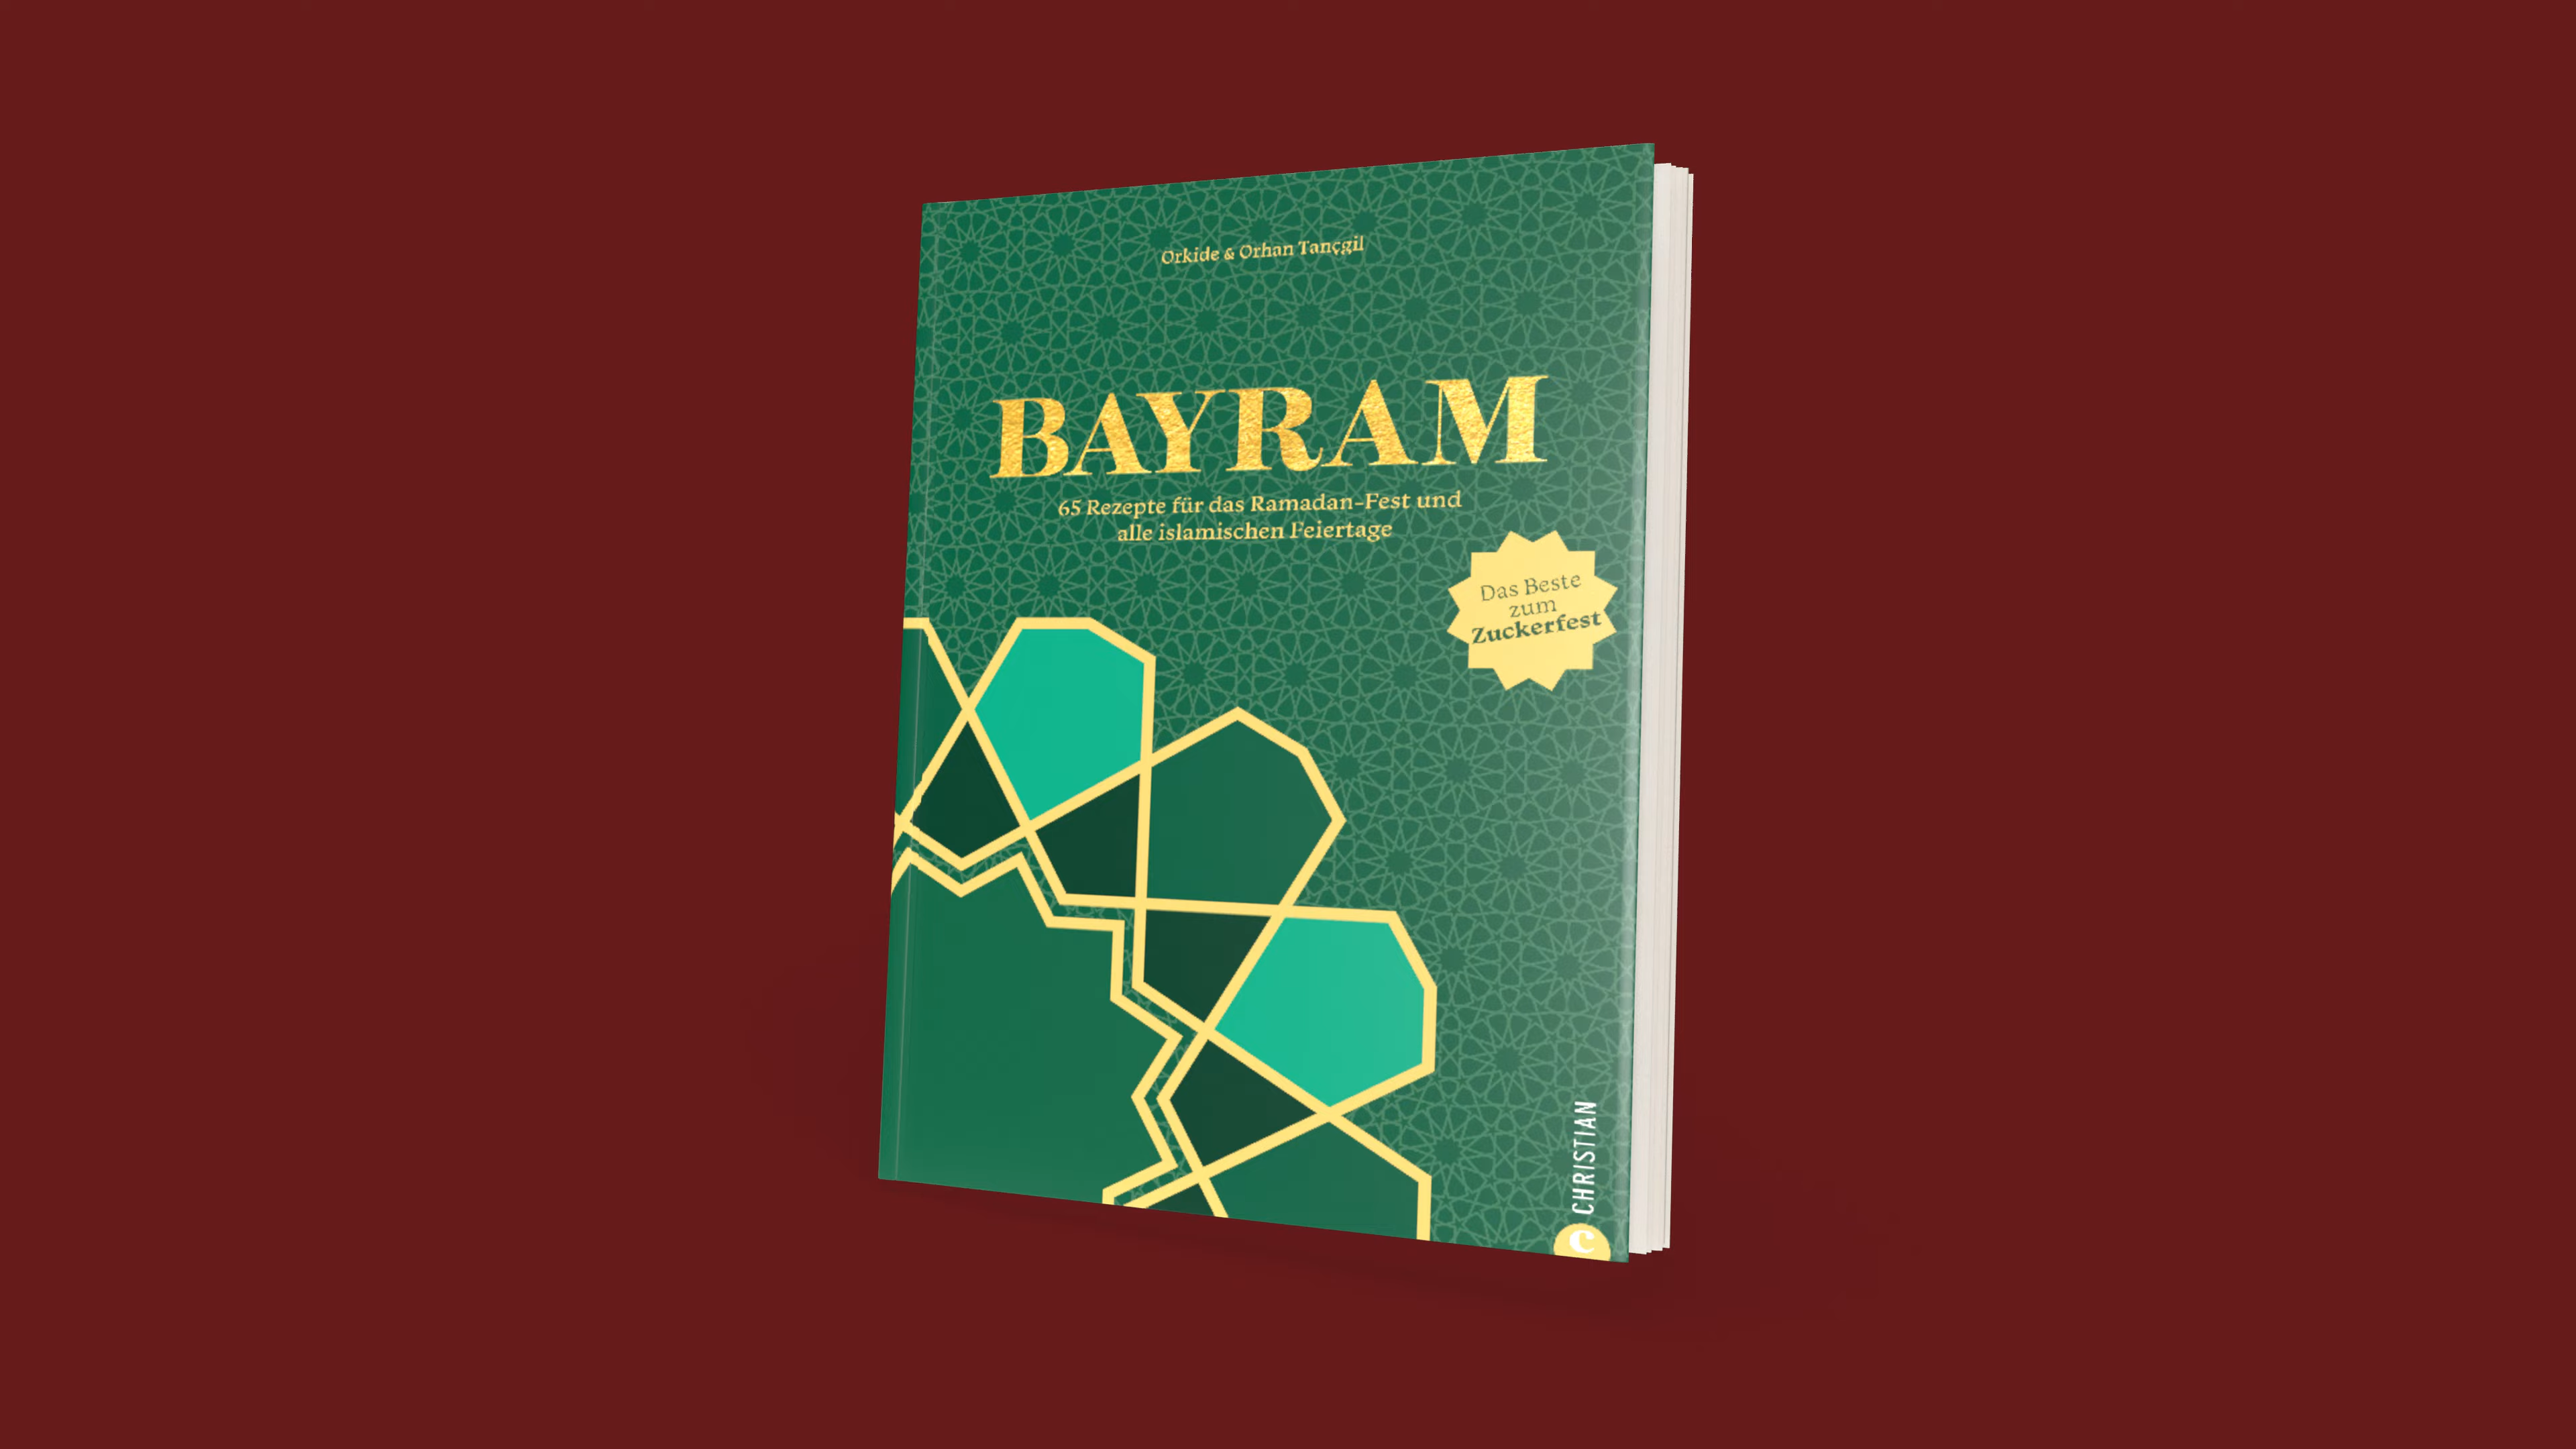 Orkide & Orhan Tançgil
BAYRAM
65 Rezepte für das Ramadan-Fest und
alle islamischen Feiertage
Das Beste
zum
Zuckerfest
CHRISTIAN
C